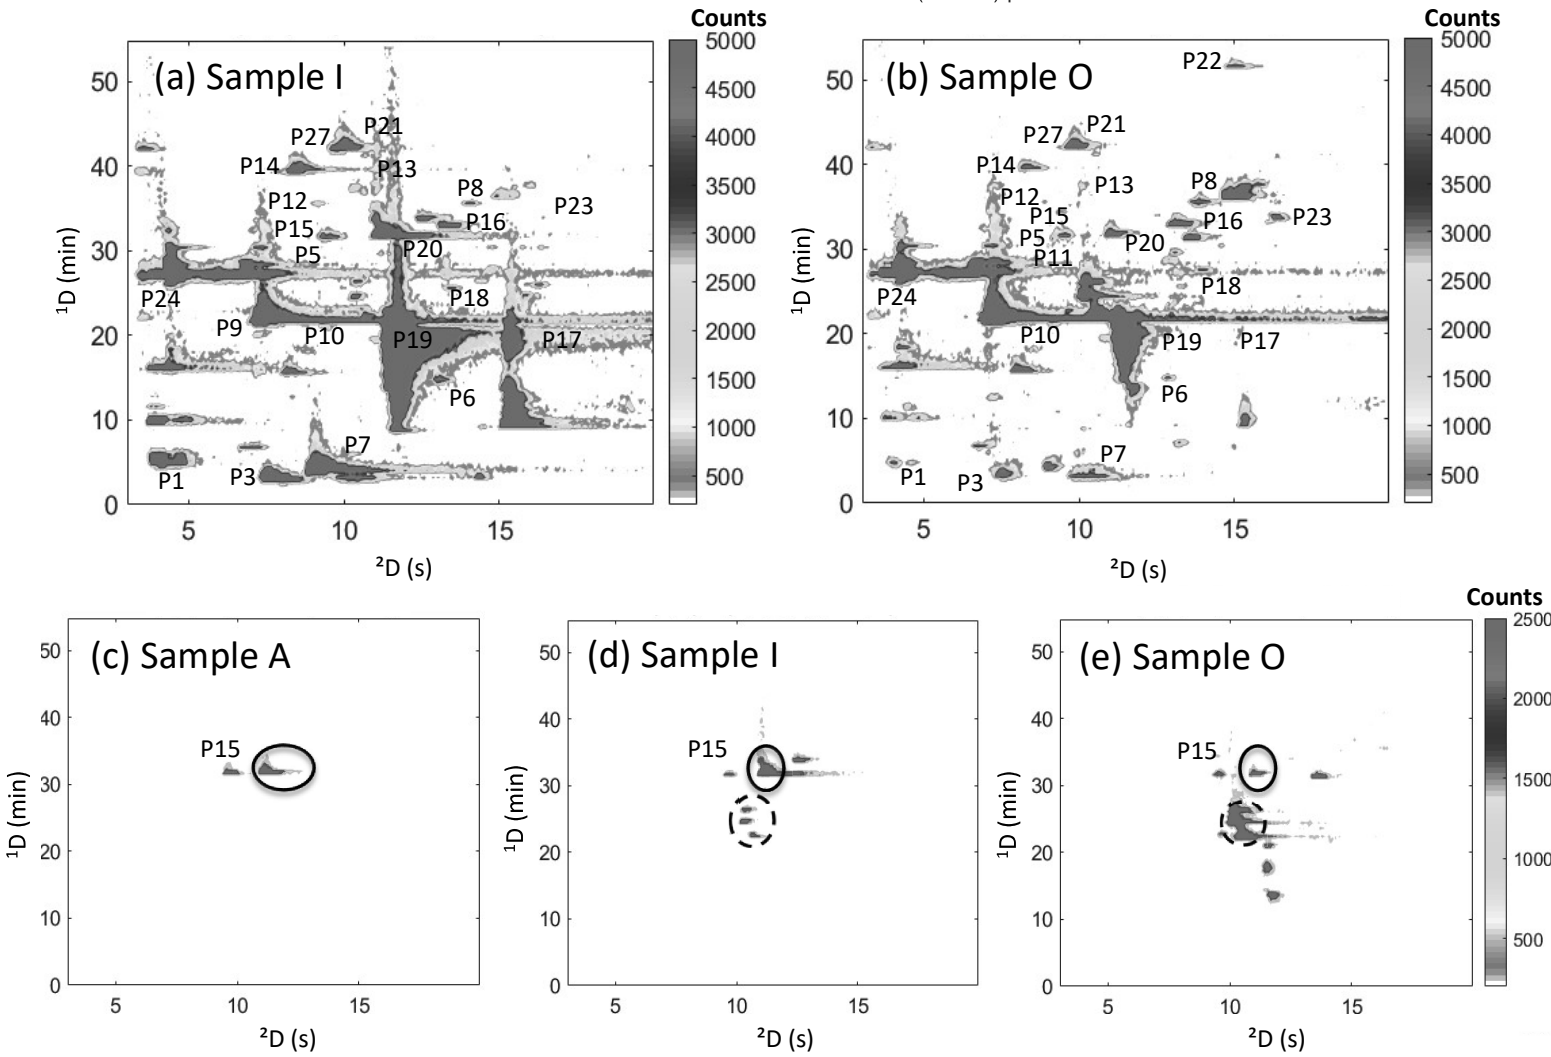 Counts
Counts
(a) Sample I
(b) Sample O
50
40
30
20
10
0
5
10
15
¹D (min)
²D (s)
P27
P21
P14
P13
P12
P8
P23
P15
P16
P5
P20
P24
P18
P9
P10
P19
P17
P6
P7
P1
P3
5000
4500
4000
3500
3000
2500
2000
1500
1000
500
50
40
30
20
10
0
5
10
15
¹D (min)
²D (s)
P22
P21
P27
P14
P13
P12
P8
P15
P16
P23
P5
P20
P11
P24
P18
P10
P19
P17
P6
P7
P1
P3
5000
4500
4000
3500
3000
2500
2000
1500
1000
500
Counts
(c) Sample A
50
40
30
20
10
0
5
10
15
¹D (min)
²D (s)
P15
(d) Sample I
50
40
30
20
10
0
5
10
15
¹D (min)
²D (s)
P15
(e) Sample O
50
40
30
20
10
0
5
10
15
¹D (min)
²D (s)
P15
2500
2000
1500
1000
500